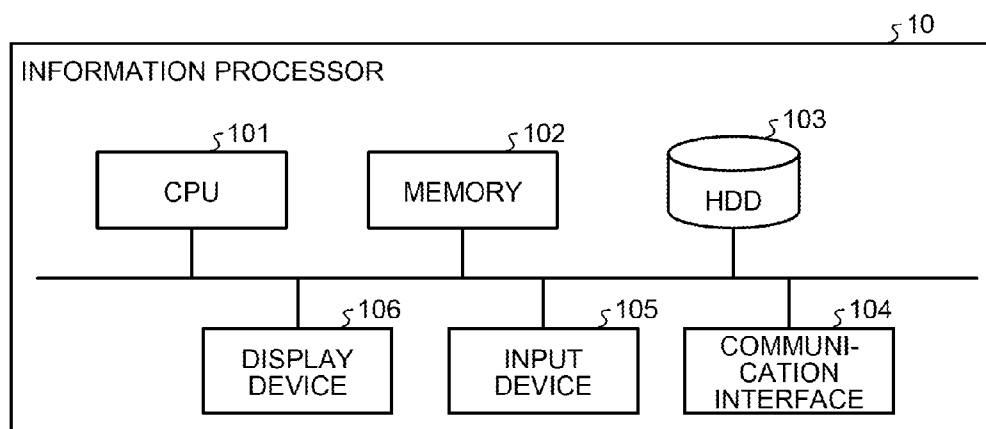 10
INFORMATION PROCESSOR
101
102
103
CPU
MEMORY
HDD
106
105
104
DISPLAY
DEVICE
INPUT
DEVICE
COMMUNI-
CATION
INTERFACE